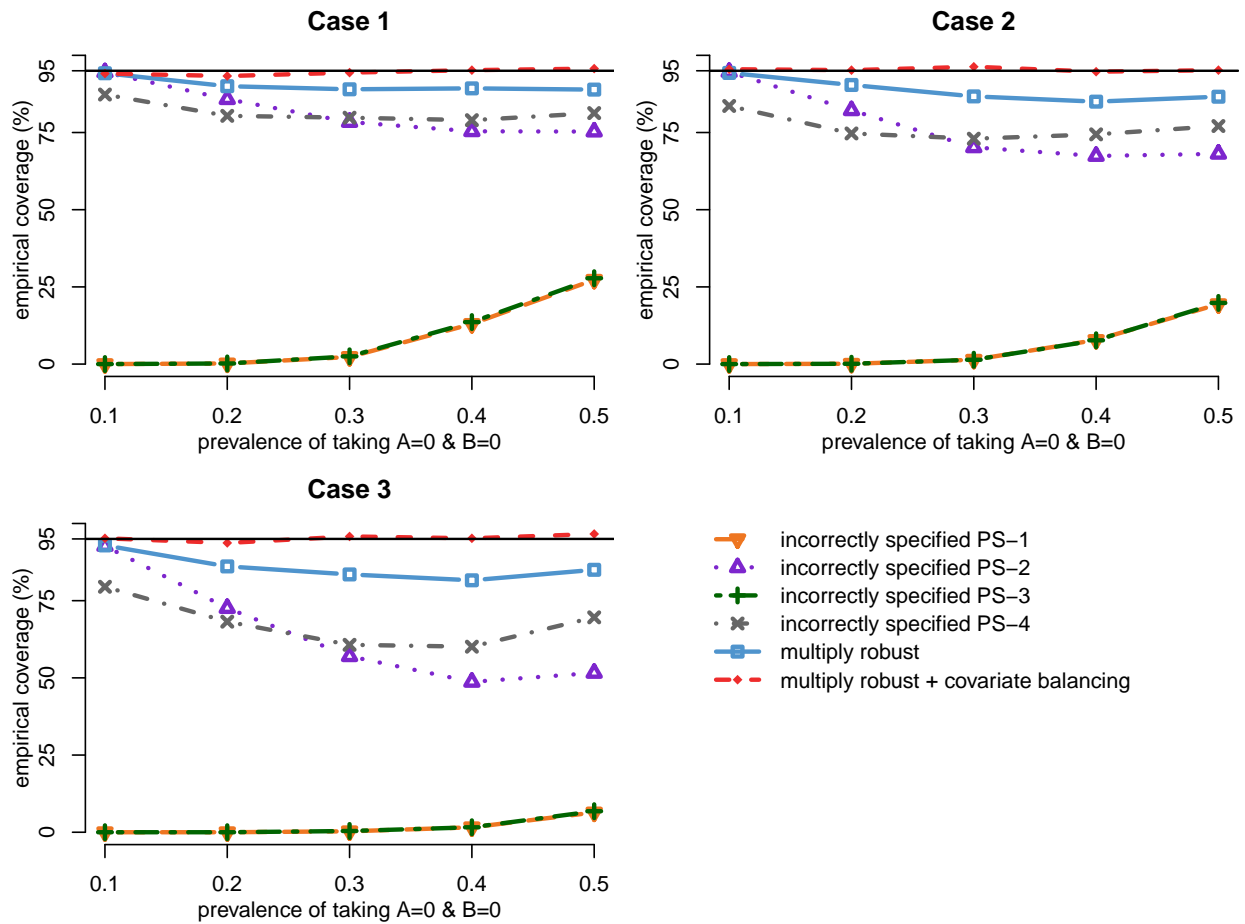 Case 1
empirical coverage (%)
95
75
50
25
0
0.1 0.2 0.3 0.4 0.5
prevalence of taking A=0 & B=0
Case 2
empirical coverage (%)
95
75
50
25
0
0.1 0.2 0.3 0.4 0.5
prevalence of taking A=0 & B=0
Case 3
empirical coverage (%)
95
75
50
25
0
0.1 0.2 0.3 0.4 0.5
prevalence of taking A=0 & B=0
incorrectly specified PS−1
incorrectly specified PS−2
incorrectly specified PS−3
incorrectly specified PS−4
multiply robust
multiply robust + covariate balancing